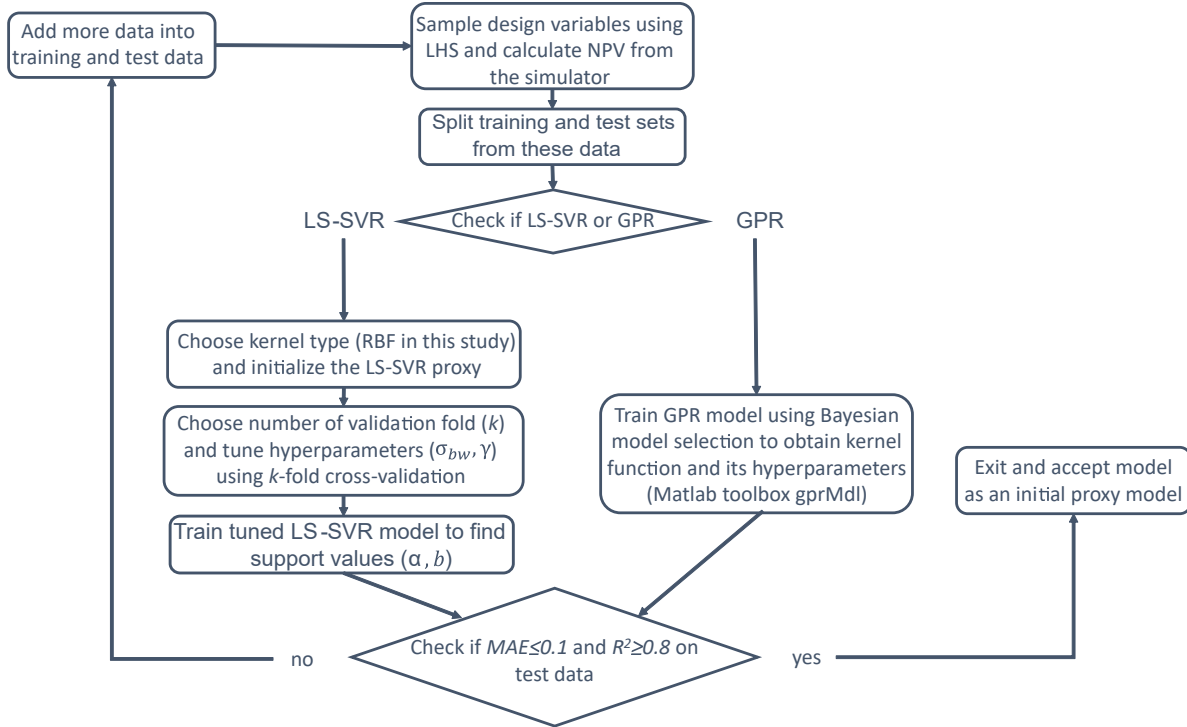 Add more data into
training and test data
Sample design variables using
LHS and calculate NPV from
the simulator
Split training and test sets
from these data
LS-SVR
Check if LS-SVR or GPR
GPR
Choose kernel type (RBF in this study)
and initialize the LS-SVR proxy
Choose number of validation fold (k)
and tune hyperparameters (σ_bw, γ)
using k-fold cross-validation
Train tuned LS-SVR model to find
support values (α, b)
Train GPR model using Bayesian
model selection to obtain kernel
function and its hyperparameters
(Matlab toolbox gprMdl)
Exit and accept model
as an initial proxy model
no
Check if MAE≤0.1 and R²≥0.8 on
test data
yes